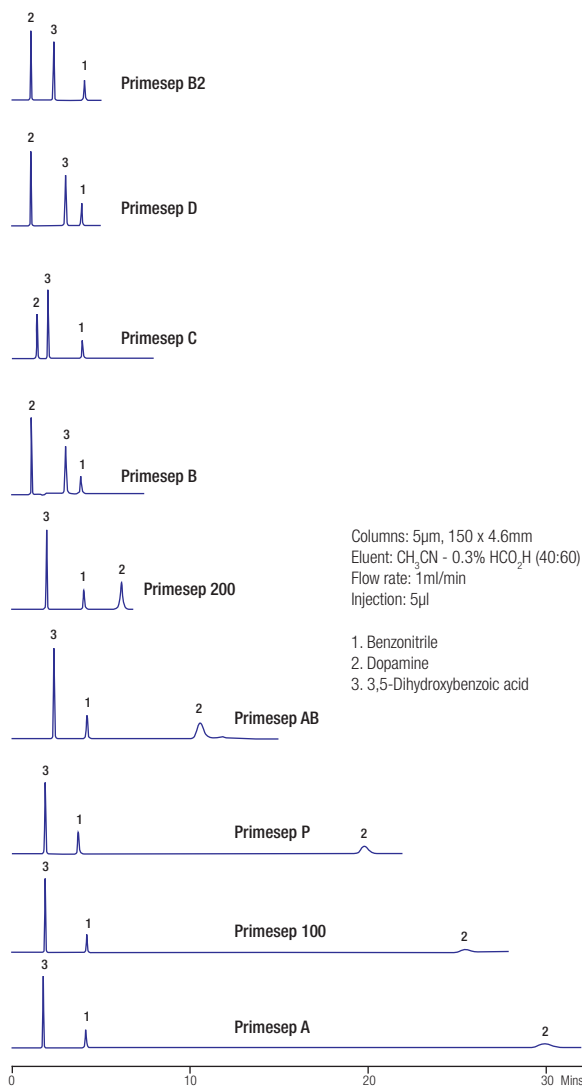 2
3
1
Primesep B2
2
3
1
Primesep D
3
2
1
Primesep C
2
3
1
Primesep B
3
1
2
Primesep 200
Columns: 5µm, 150 x 4.6mm
Eluent: CH₃CN - 0.3% HCO₂H (40:60)
Flow rate: 1ml/min
Injection: 5µl
1. Benzonitrile
2. Dopamine
3. 3,5-Dihydroxybenzoic acid
3
1
2
Primesep AB
3
1
2
Primesep P
3
1
2
Primesep 100
3
1
2
Primesep A
0 10 20 30 Mins